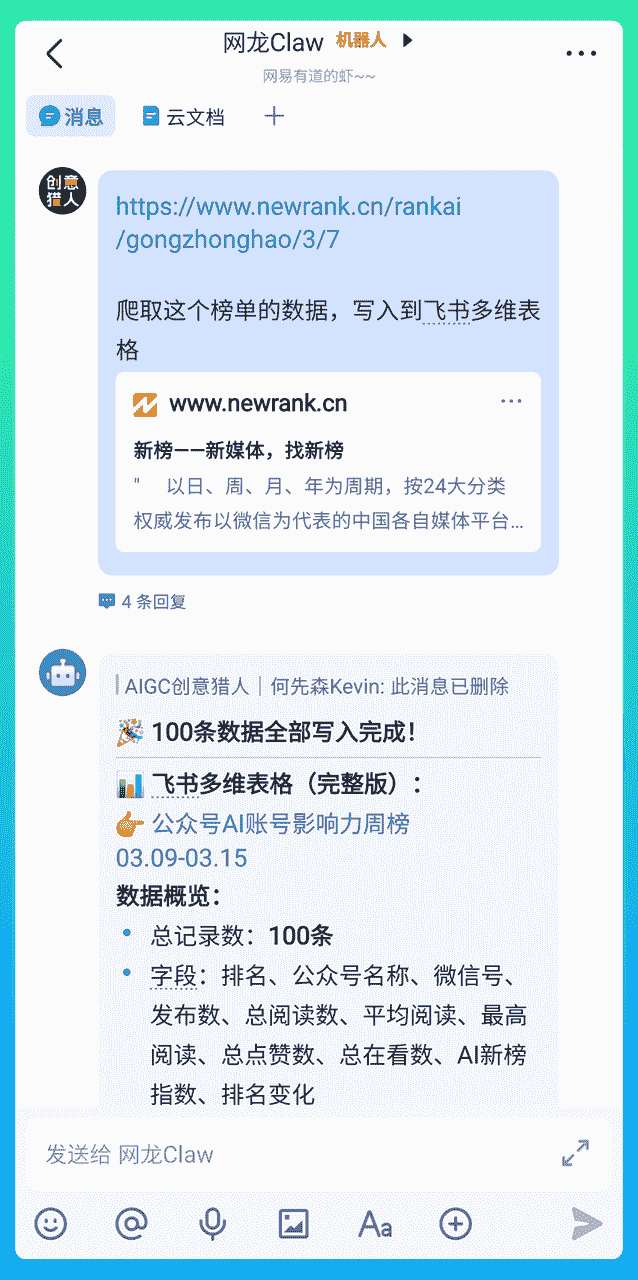 网龙Claw 机器人
网易有道的虾~~
消息 云文档
创意
猎人
https://www.newrank.cn/rankai
/gongzhonghao/3/7
爬取这个榜单的数据，写入到飞书多维表
格
www.newrank.cn
新榜——新媒体，找新榜
" 以日、周、月、年为周期，按24大分类
权威发布以微信为代表的中国各自媒体平台...
4 条回复
AIGC创意猎人｜何先森Kevin: 此消息已删除
100条数据全部写入完成！
飞书多维表格（完整版）：
公众号AI账号影响力周榜
03.09-03.15
数据概览：
• 总记录数：100条
• 字段：排名、公众号名称、微信号、
发布数、总阅读数、平均阅读、最高
阅读、总点赞数、总在看数、AI新榜
指数、排名变化
发送给 网龙Claw
Aa